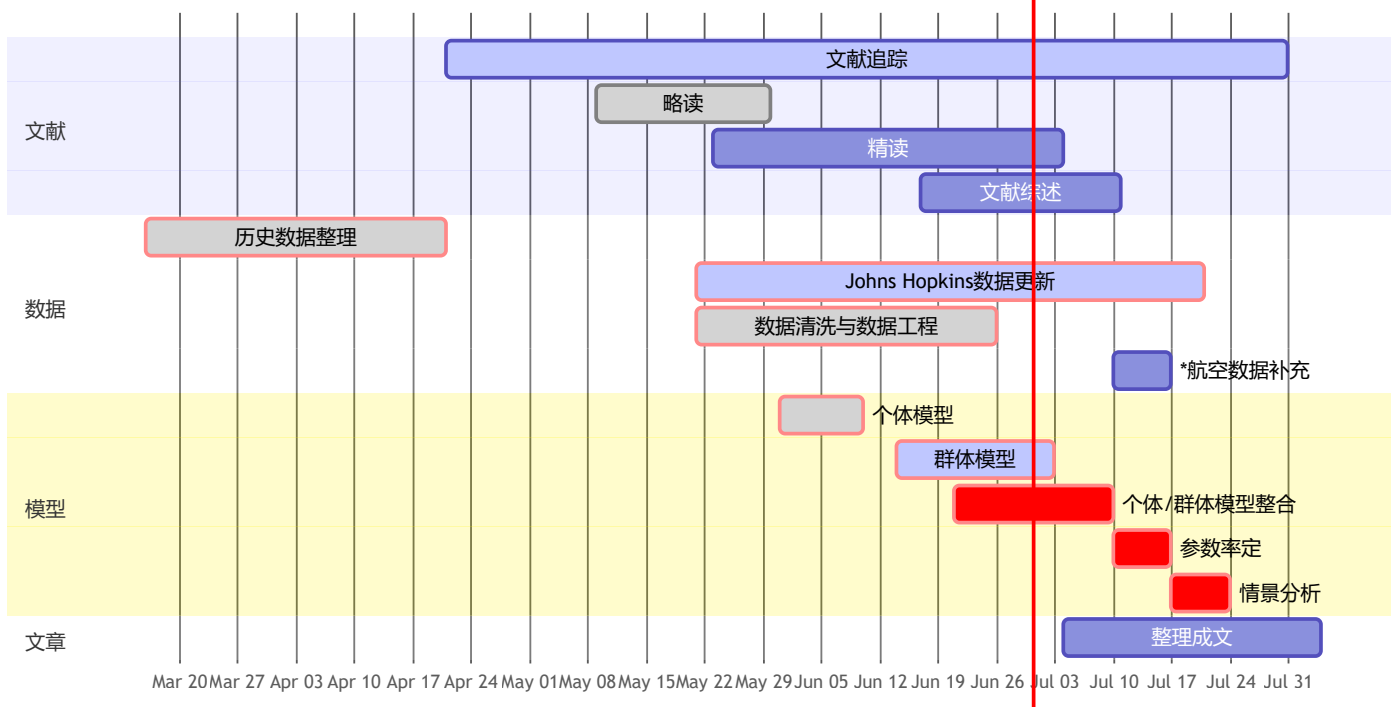 文献追踪
略读
文献
精读
文献综述
历史数据整理
Johns Hopkins数据更新
数据
数据清洗与数据工程
*航空数据补充
个体模型
群体模型
模型
个体/群体模型整合
参数率定
情景分析
文章
整理成文
Mar 20 Mar 27 Apr 03 Apr 10 Apr 17 Apr 24 May 01 May 08 May 15 May 22 May 29 Jun 05 Jun 12 Jun 19 Jun 26 Jul 03 Jul 10 Jul 17 Jul 24 Jul 31